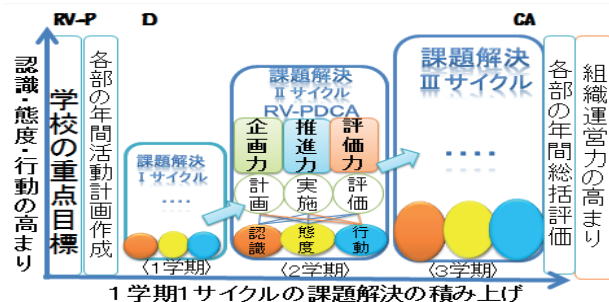 RV-P
D
CA
認識・態度・行動の高まり
学校の重点目標
各部の年間活動計画作成
課題解決
Ⅰサイクル
‥‥
〈1学期〉
課題解決
Ⅱサイクル
RV-PDCA
企画力
推進力
評価力
計画
実施
評価
認識
態度
行動
〈2学期〉
課題解決
Ⅲサイクル
‥‥
〈3学期〉
各部の年間総括評価
組織運営力の高まり
1学期1サイクルの課題解決の積み上げ